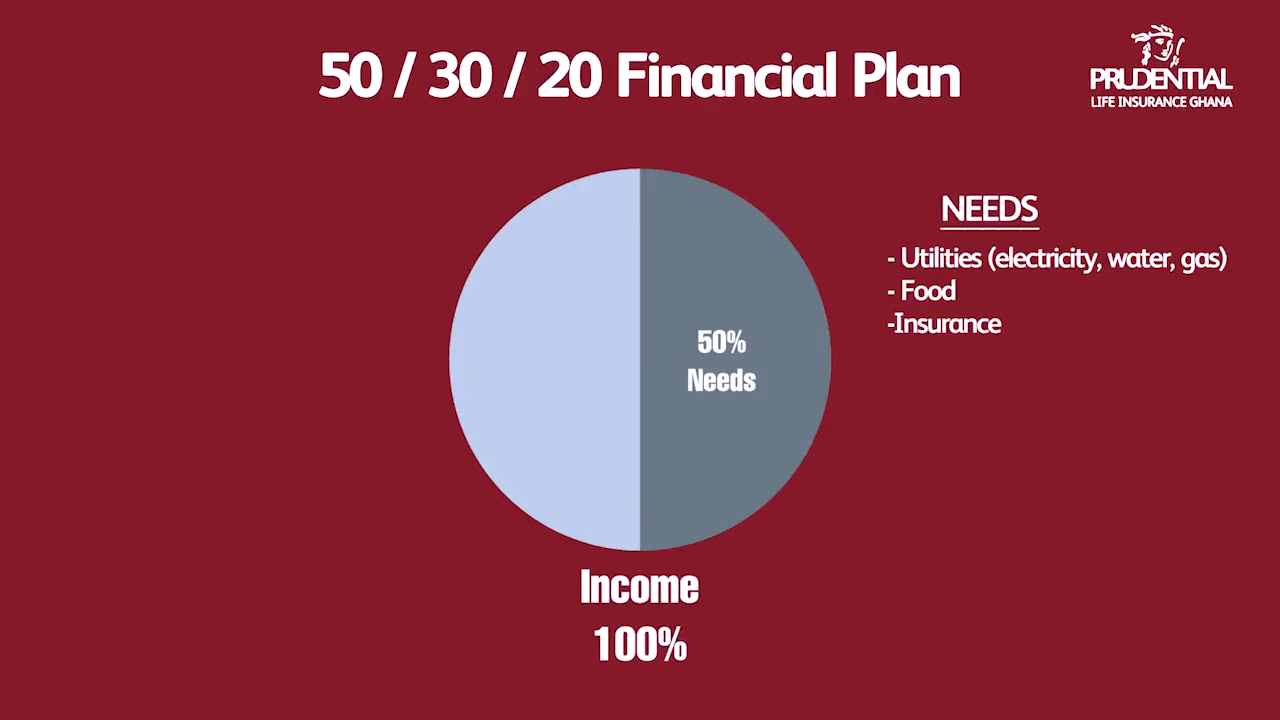 50 / 30 / 20 Financial Plan
PRUDENTIAL
LIFE INSURANCE GHANA
NEEDS
- Utilities (electricity, water, gas)
- Food
-Insurance
50%
Needs
Income
100%